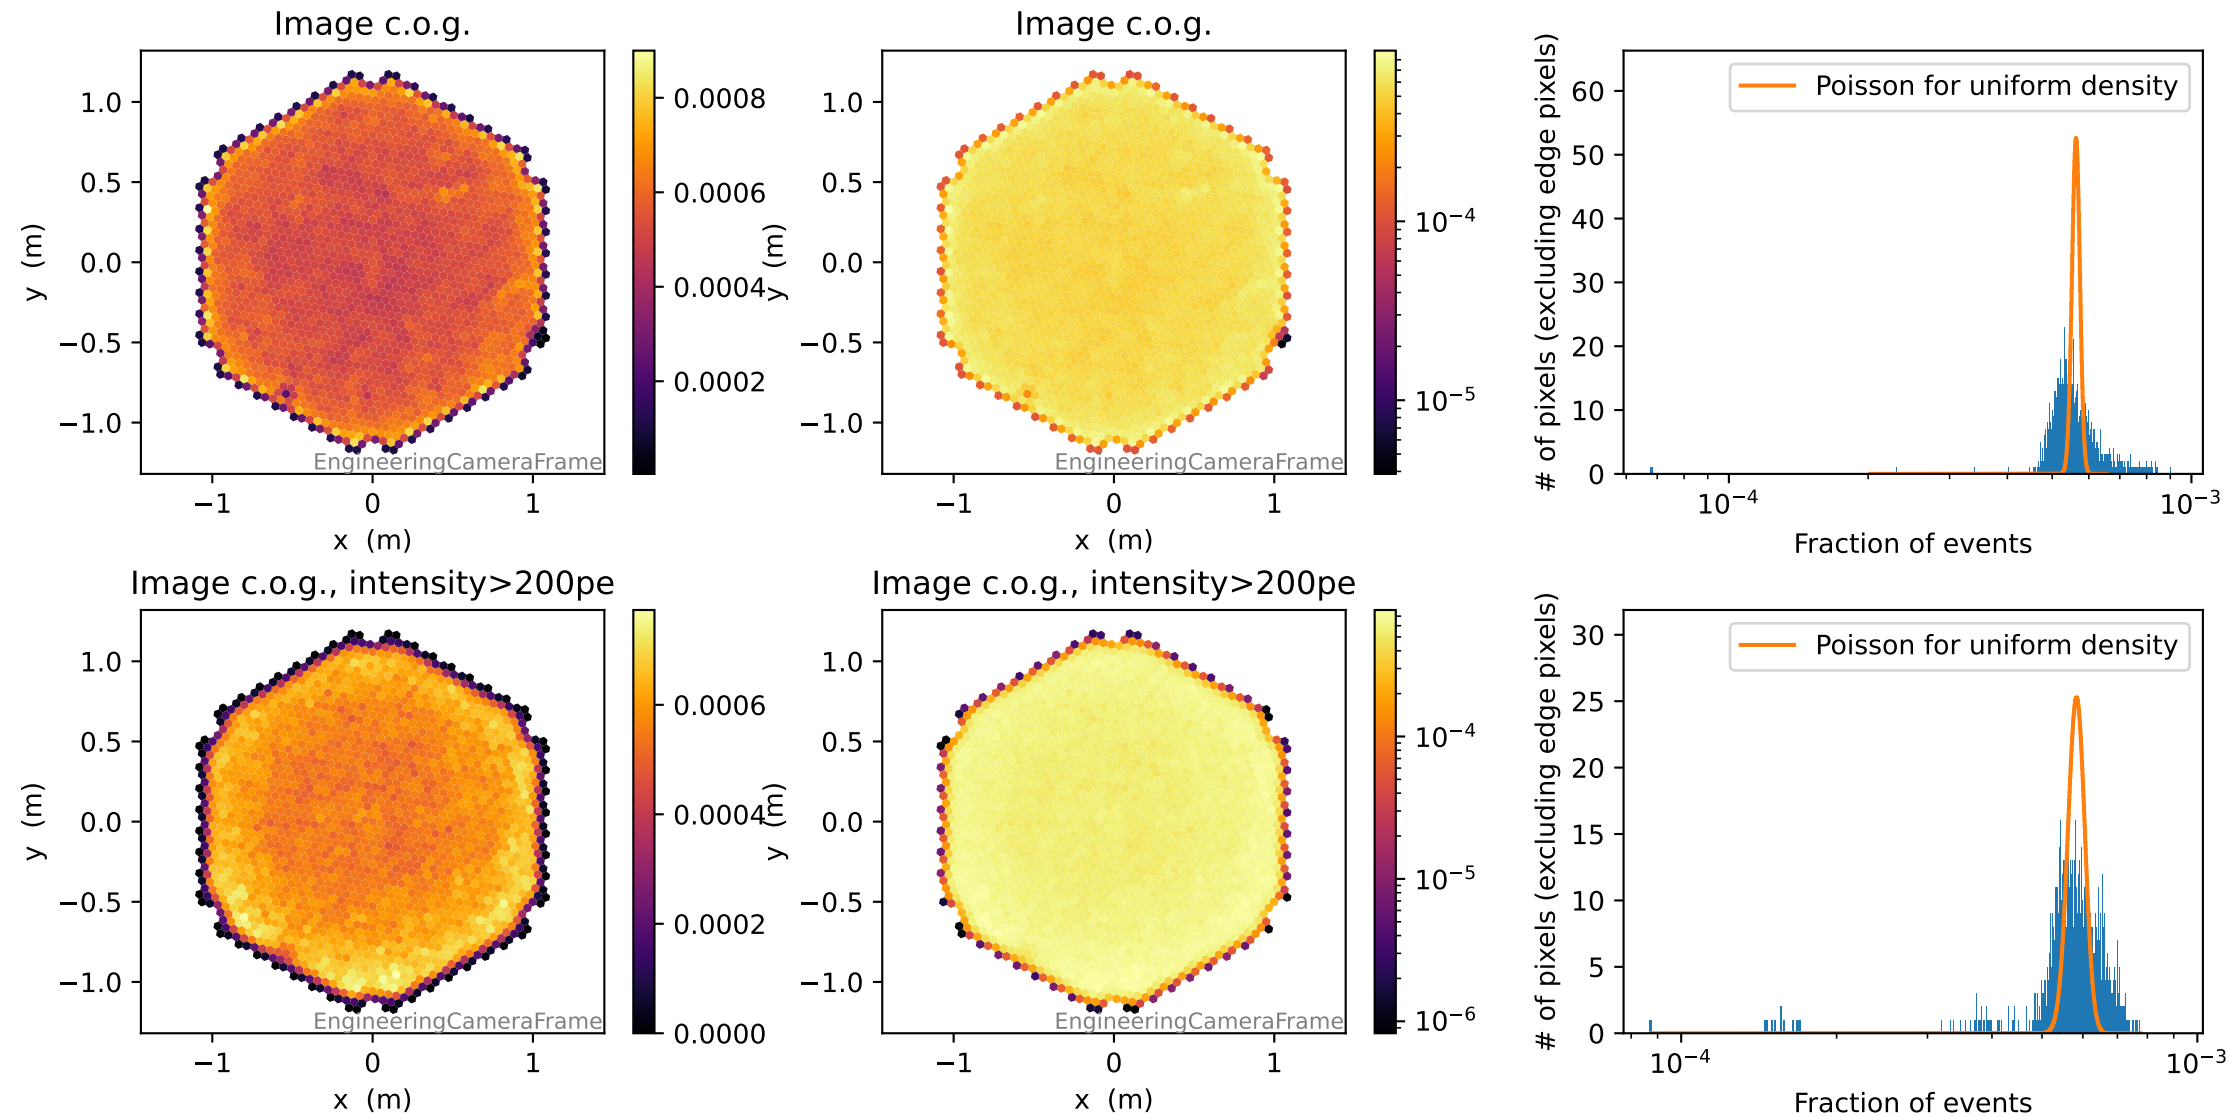 Image c.o.g.
1.0
0.5
0.0
−0.5
−1.0
y (m)
−1
0
1
x (m)
EngineeringCameraFrame
0.0008
0.0006
0.0004
0.0002
Image c.o.g.
1.0
0.5
0.0
−0.5
−1.0
y (m)
−1
0
1
x (m)
EngineeringCameraFrame
10⁻⁴
10⁻⁵
# of pixels (excluding edge pixels)
60
50
40
30
20
10
0
Poisson for uniform density
10⁻⁴
10⁻³
Fraction of events
Image c.o.g., intensity>200pe
1.0
0.5
0.0
−0.5
−1.0
y (m)
−1
0
1
x (m)
EngineeringCameraFrame
0.0006
0.0004
0.0002
0.0000
Image c.o.g., intensity>200pe
1.0
0.5
0.0
−0.5
−1.0
y (m)
−1
0
1
x (m)
EngineeringCameraFrame
10⁻⁴
10⁻⁵
10⁻⁶
# of pixels (excluding edge pixels)
30
25
20
15
10
5
0
Poisson for uniform density
10⁻⁴
10⁻³
Fraction of events